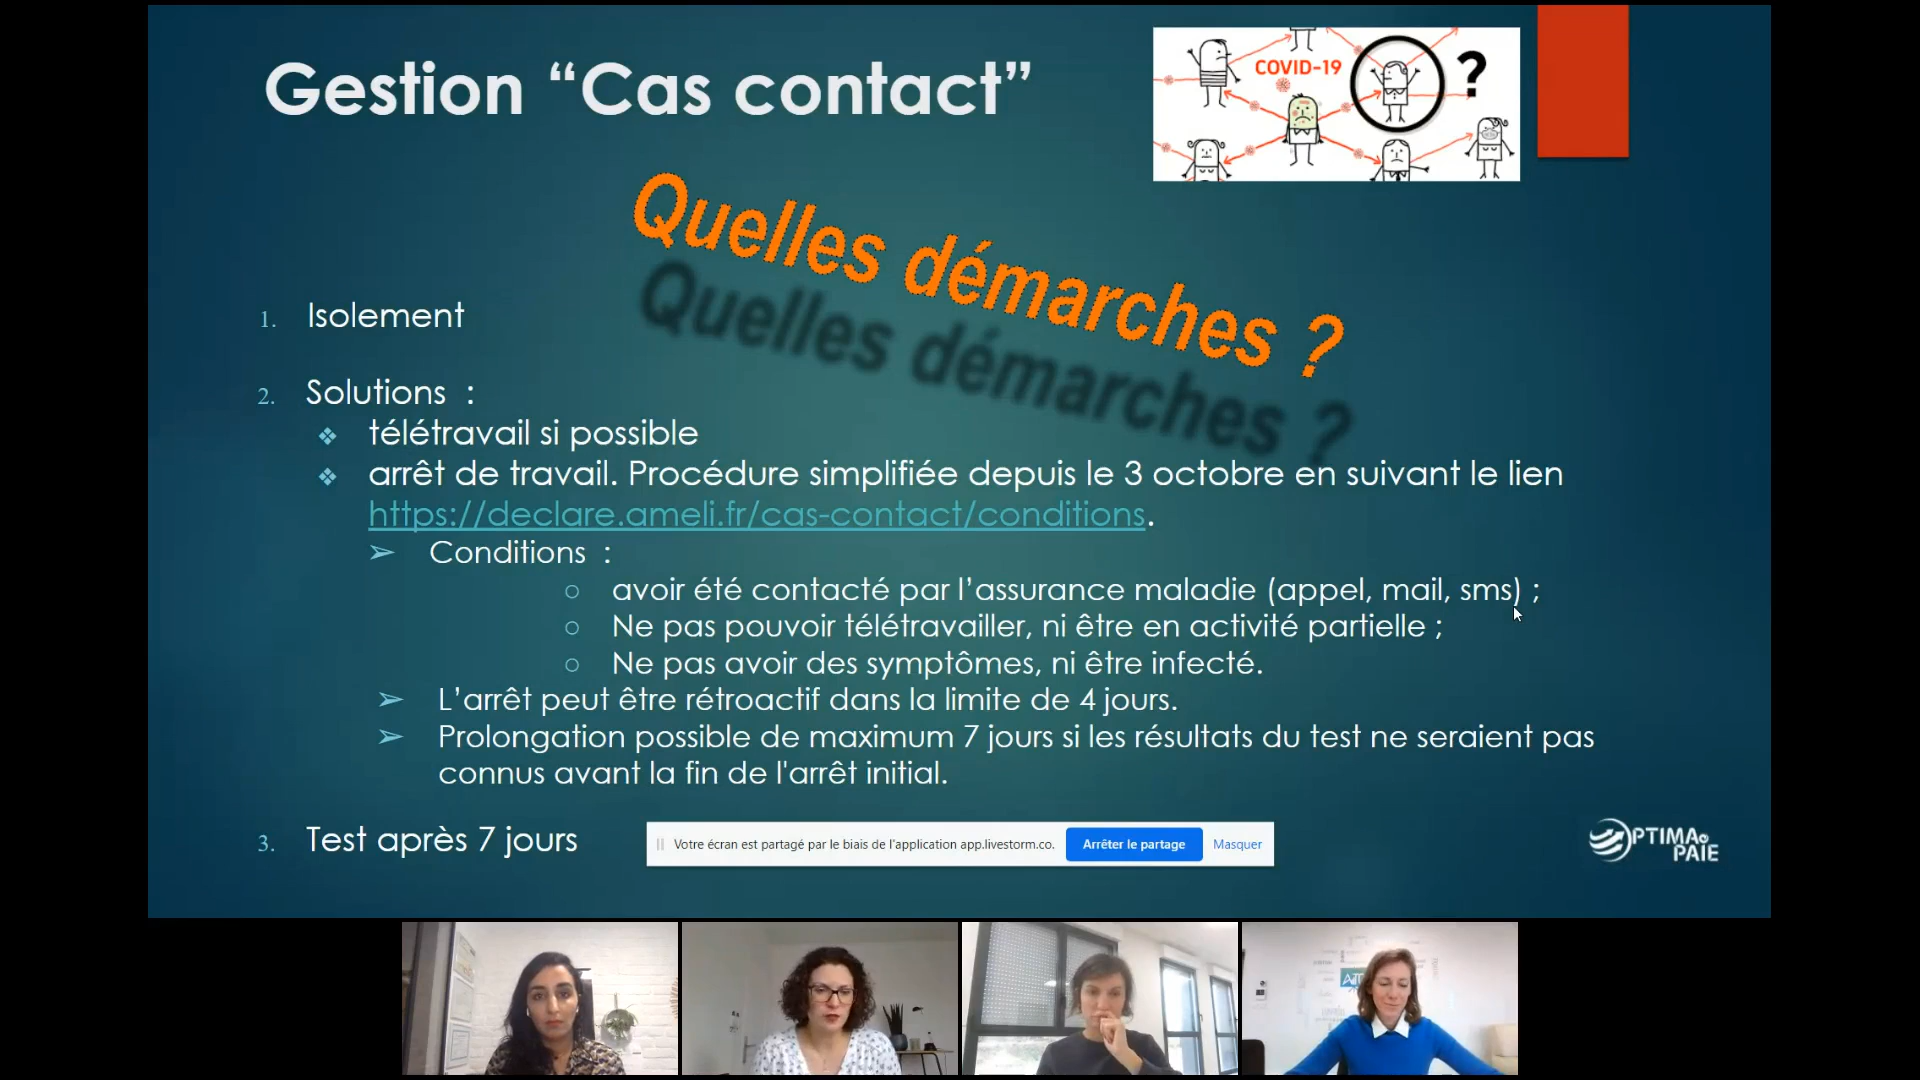 Gestion “Cas contact”
COVID-19
?
Quelles démarches ?
1. Isolement
2. Solutions :
❖ télétravail si possible
❖ arrêt de travail. Procédure simplifiée depuis le 3 octobre en suivant le lien
https://declare.ameli.fr/cas-contact/conditions.
➢ Conditions :
○ avoir été contacté par l’assurance maladie (appel, mail, sms) ;
○ Ne pas pouvoir télétravailler, ni être en activité partielle ;
○ Ne pas avoir des symptômes, ni être infecté.
➢ L’arrêt peut être rétroactif dans la limite de 4 jours.
➢ Prolongation possible de maximum 7 jours si les résultats du test ne seraient pas
connus avant la fin de l'arrêt initial.
3. Test après 7 jours
Votre écran est partagé par le biais de l'application app.livestorm.co.
Arrêter le partage
Masquer
OPTIMA
PAIE